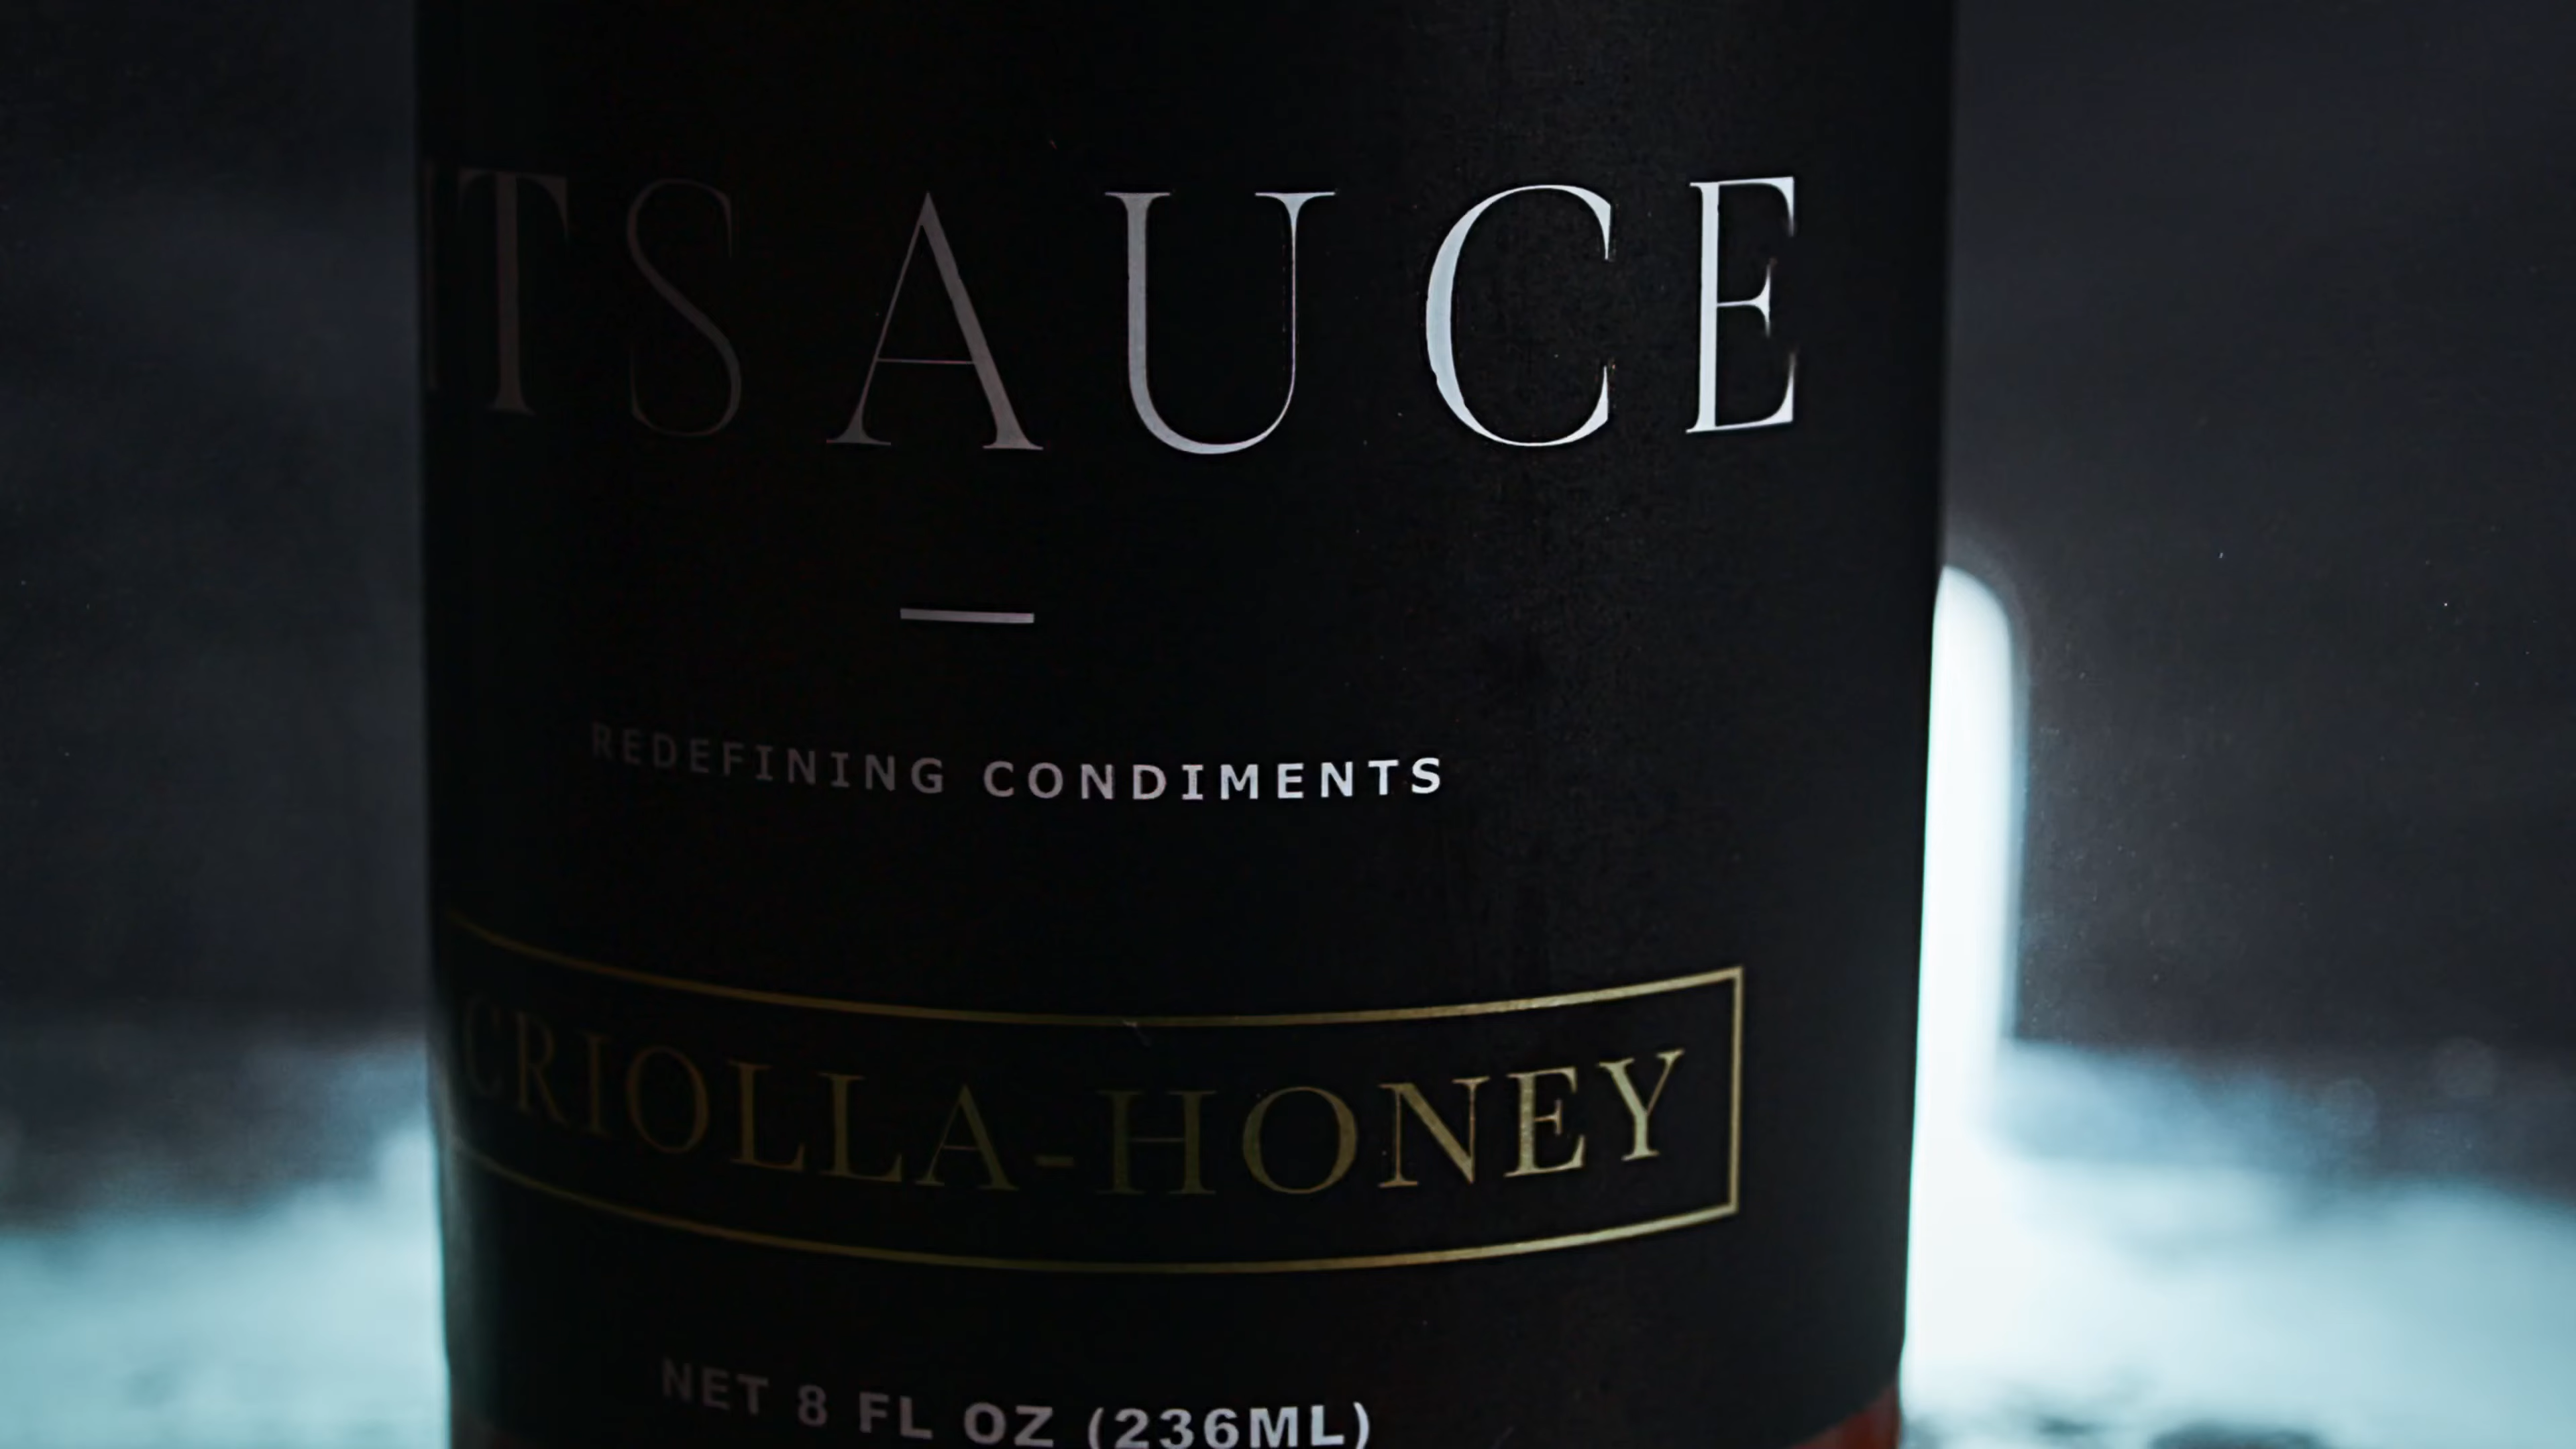 TSAUCE
REDEFINING CONDIMENTS
CRIOLLA-HONEY
NET 8 FL OZ (236ML)